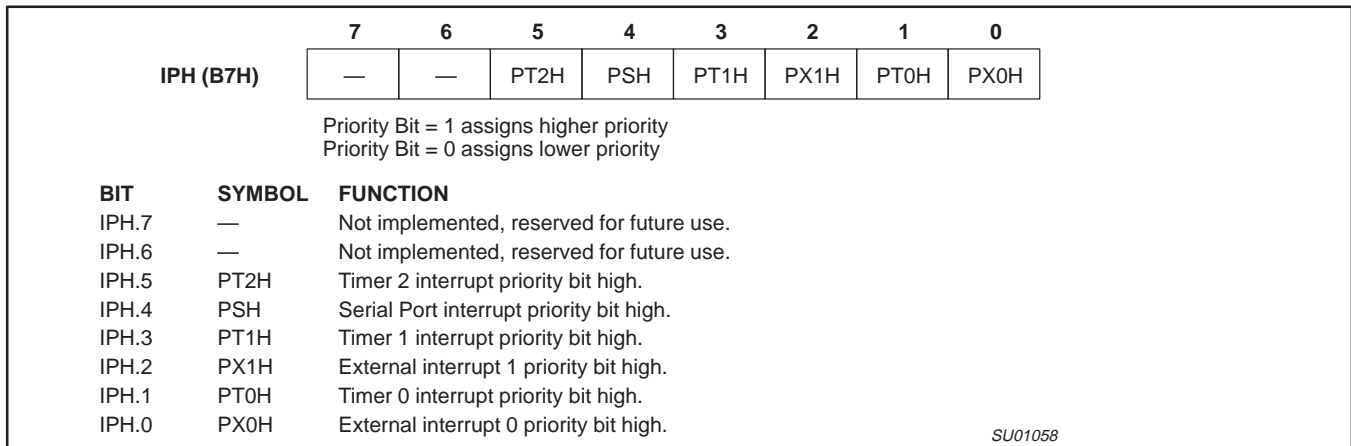 7 6 5 4 3 2 1 0
IPH (B7H) — — PT2H PSH PT1H PX1H PT0H PX0H
Priority Bit = 1 assigns higher priority
Priority Bit = 0 assigns lower priority
BIT SYMBOL FUNCTION
IPH.7 — Not implemented, reserved for future use.
IPH.6 — Not implemented, reserved for future use.
IPH.5 PT2H Timer 2 interrupt priority bit high.
IPH.4 PSH Serial Port interrupt priority bit high.
IPH.3 PT1H Timer 1 interrupt priority bit high.
IPH.2 PX1H External interrupt 1 priority bit high.
IPH.1 PT0H Timer 0 interrupt priority bit high.
IPH.0 PX0H External interrupt 0 priority bit high.
SU01058